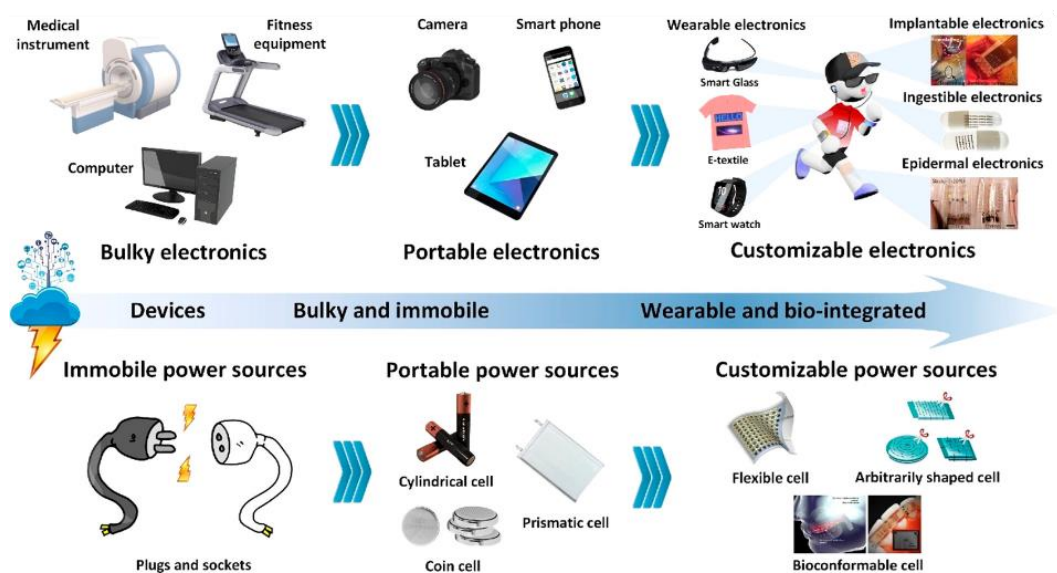 Medical
instrument
Fitness
equipment
Computer
Bulky electronics
Camera
Smart phone
Tablet
Portable electronics
Wearable electronics
Smart Glass
E-textile
HELLO
Smart watch
Implantable electronics
Ingestible electronics
Epidermal electronics
Customizable electronics
Devices
Bulky and immobile
Wearable and bio-integrated
Immobile power sources
Plugs and sockets
Portable power sources
Cylindrical cell
Coin cell
Prismatic cell
Customizable power sources
Flexible cell
Arbitrarily shaped cell
Bioconformable cell